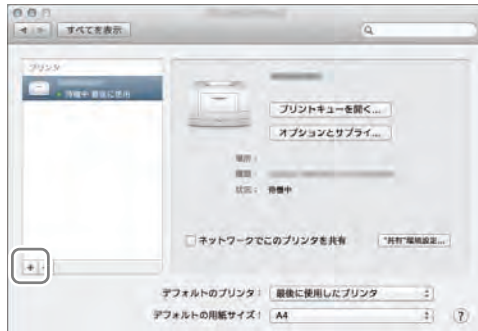 すべてを表示
プリンタ
待機中 最後に使用
プリントキューを開く...
オプションとサプライ...
場所：
種類：
状況： 待機中
ネットワークでこのプリンタを共有
"共有"環境設定...
+
デフォルトのプリンタ： 最後に使用したプリンタ
デフォルトの用紙サイズ： A4
?